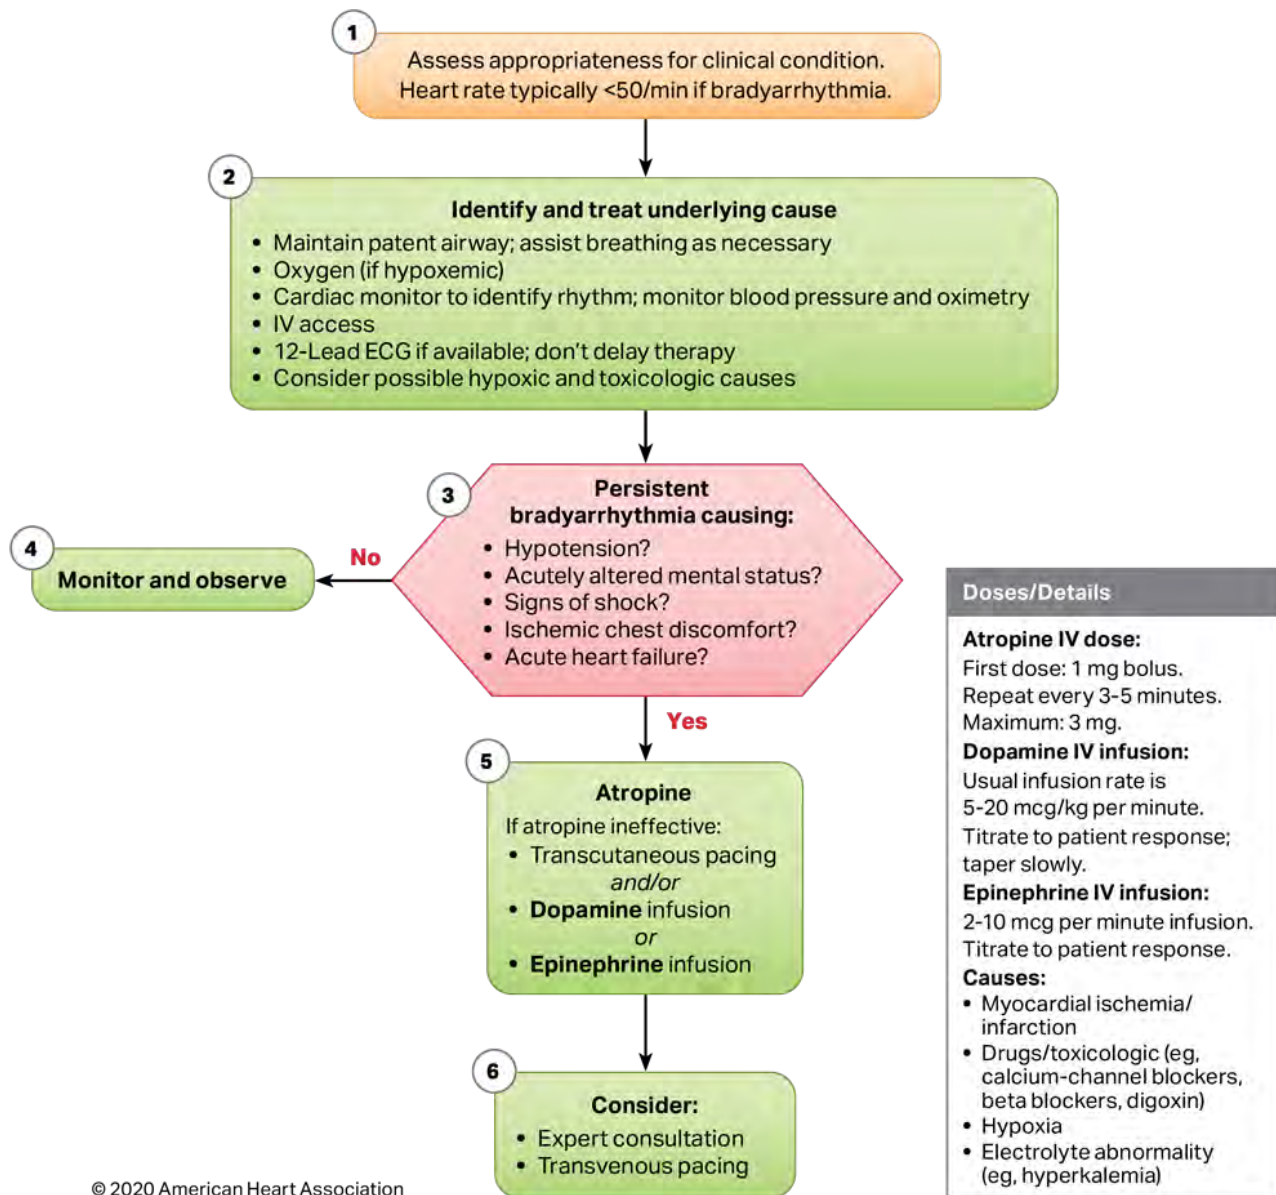 1
Assess appropriateness for clinical condition.
Heart rate typically <50/min if bradyarrhythmia.
2
Identify and treat underlying cause
• Maintain patent airway; assist breathing as necessary
• Oxygen (if hypoxemic)
• Cardiac monitor to identify rhythm; monitor blood pressure and oximetry
• IV access
• 12-Lead ECG if available; don't delay therapy
• Consider possible hypoxic and toxicologic causes
3
Persistent
bradyarrhythmia causing:
• Hypotension?
• Acutely altered mental status?
• Signs of shock?
• Ischemic chest discomfort?
• Acute heart failure?
No
4
Monitor and observe
Yes
5
Atropine
If atropine ineffective:
• Transcutaneous pacing
and/or
• Dopamine infusion
or
• Epinephrine infusion
6
Consider:
• Expert consultation
• Transvenous pacing
Doses/Details
Atropine IV dose:
First dose: 1 mg bolus.
Repeat every 3-5 minutes.
Maximum: 3 mg.
Dopamine IV infusion:
Usual infusion rate is
5-20 mcg/kg per minute.
Titrate to patient response;
taper slowly.
Epinephrine IV infusion:
2-10 mcg per minute infusion.
Titrate to patient response.
Causes:
• Myocardial ischemia/
infarction
• Drugs/toxicologic (eg,
calcium-channel blockers,
beta blockers, digoxin)
• Hypoxia
• Electrolyte abnormality
(eg, hyperkalemia)
© 2020 American Heart Association